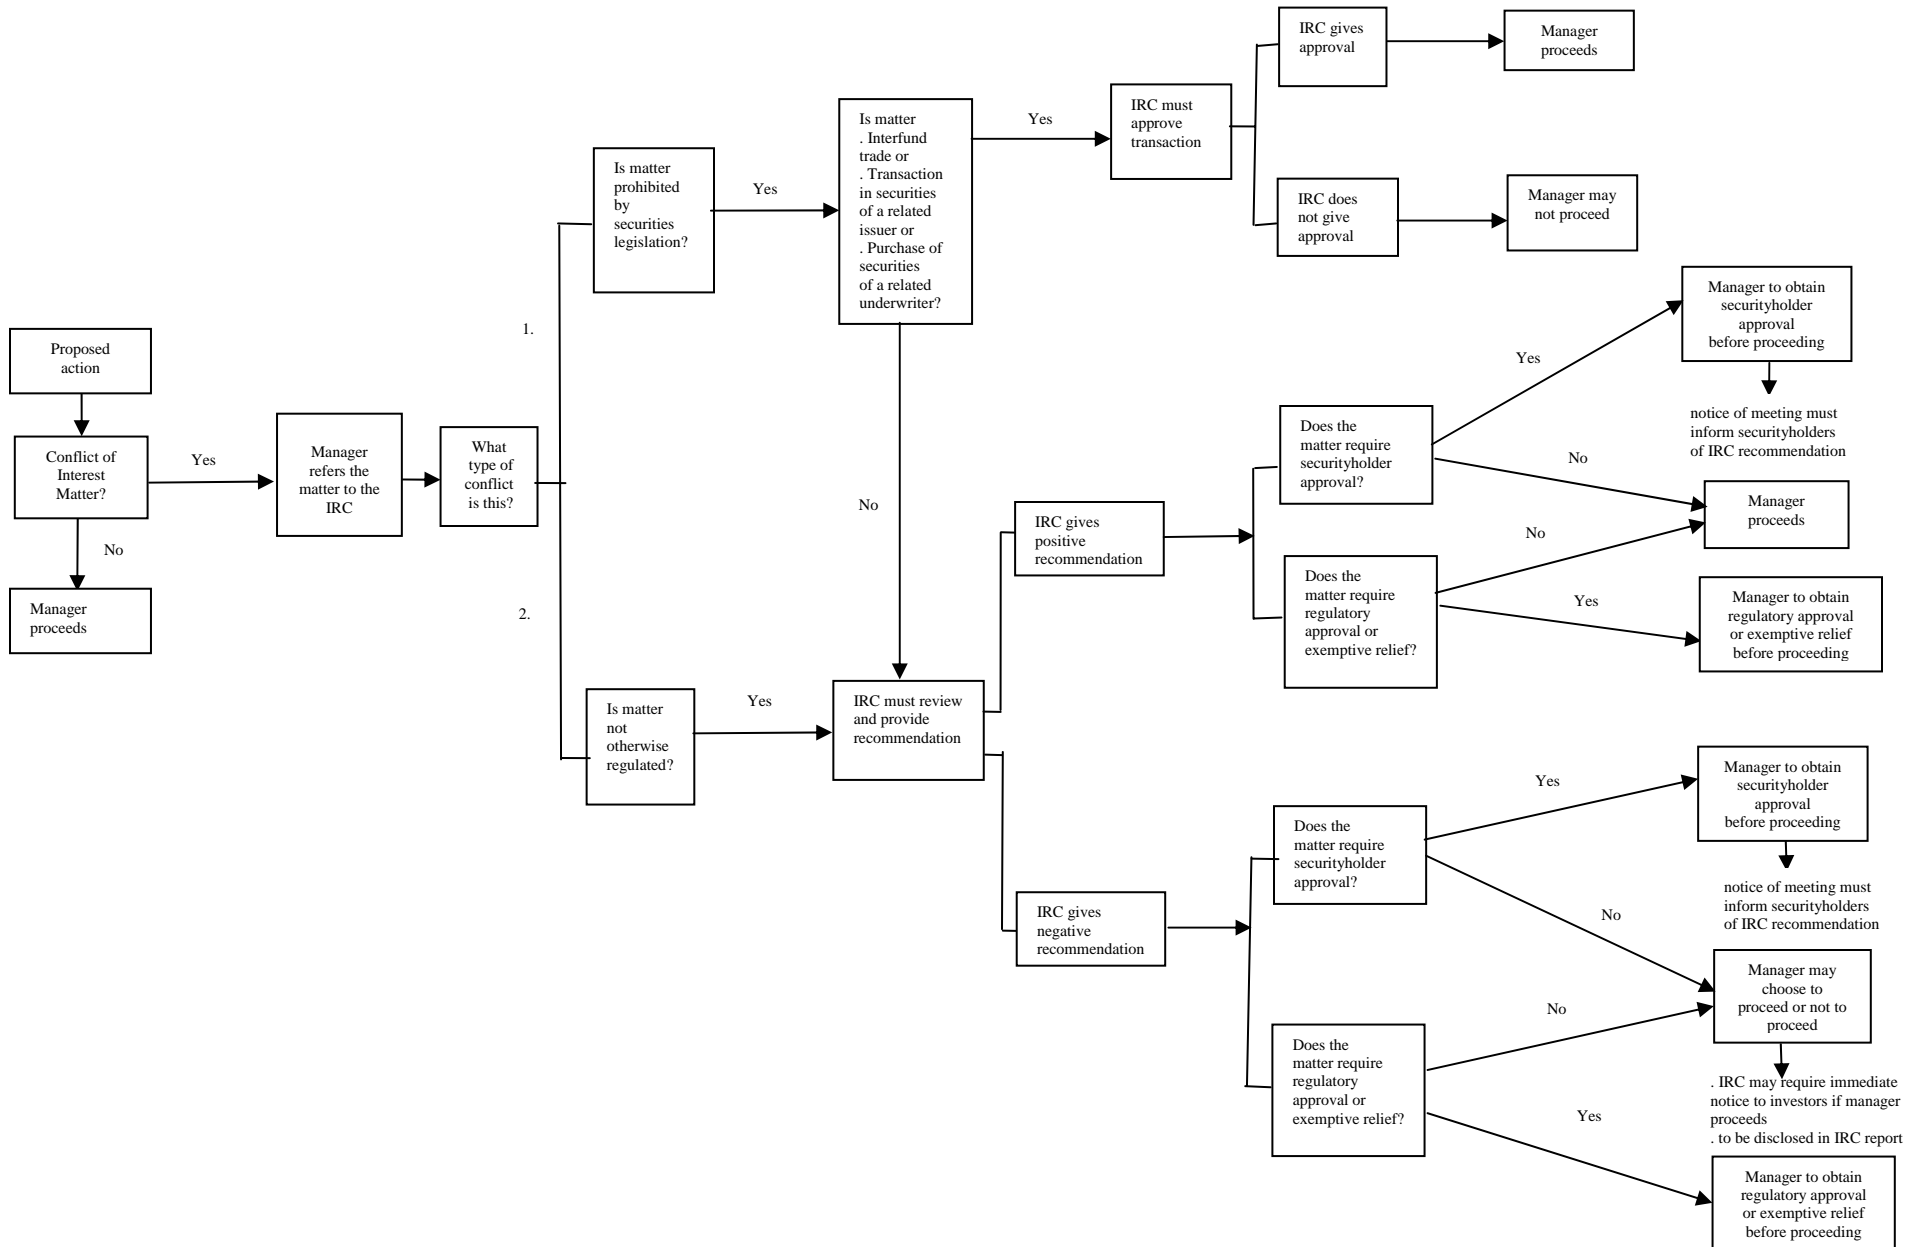 Proposed
action
Conflict of
Interest
Matter?
No
Manager
proceeds
Yes
Manager
refers the
matter to the
IRC
What
type of
conflict
is this?
1.
Is matter
prohibited
by
securities
legislation?
Yes
Is matter
. Interfund
trade or
. Transaction
in securities
of a related
issuer or
. Purchase of
securities
of a related
underwriter?
Yes
IRC must
approve
transaction
IRC gives
approval
Manager
proceeds
IRC does
not give
approval
Manager may
not proceed
No
2.
Is matter
not
otherwise
regulated?
Yes
IRC must review
and provide
recommendation
IRC gives
positive
recommendation
Does the
matter require
securityholder
approval?
Yes
Manager to obtain
securityholder
approval
before proceeding
notice of meeting must
inform securityholders
of IRC recommendation
No
Manager
proceeds
Does the
matter require
regulatory
approval or
exemptive relief?
No
Yes
Manager to obtain
regulatory approval
or exemptive relief
before proceeding
IRC gives
negative
recommendation
Does the
matter require
securityholder
approval?
Yes
Manager to obtain
securityholder
approval
before proceeding
notice of meeting must
inform securityholders
of IRC recommendation
No
Manager may
choose to
proceed or not to
proceed
. IRC may require immediate
notice to investors if manager
proceeds
. to be disclosed in IRC report
Does the
matter require
regulatory
approval or
exemptive relief?
No
Yes
Manager to obtain
regulatory approval
or exemptive relief
before proceeding